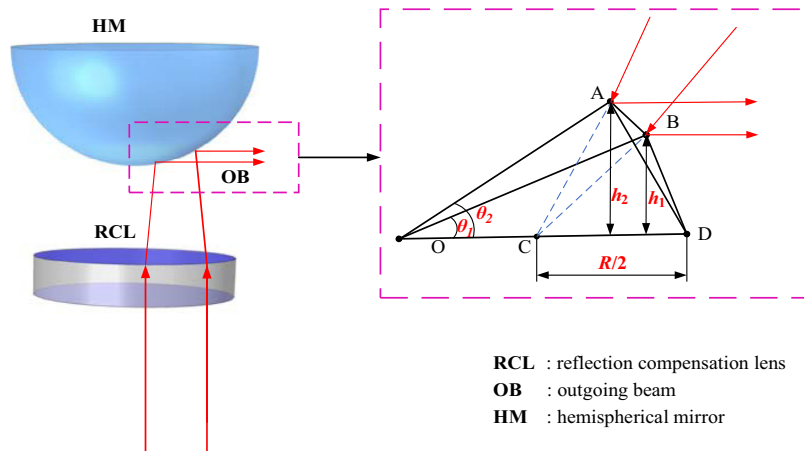 HM
OB
RCL
A
B
h₂
h₁
θ₂
θ₁
O
C
D
R/2
RCL : reflection compensation lens
OB : outgoing beam
HM : hemispherical mirror